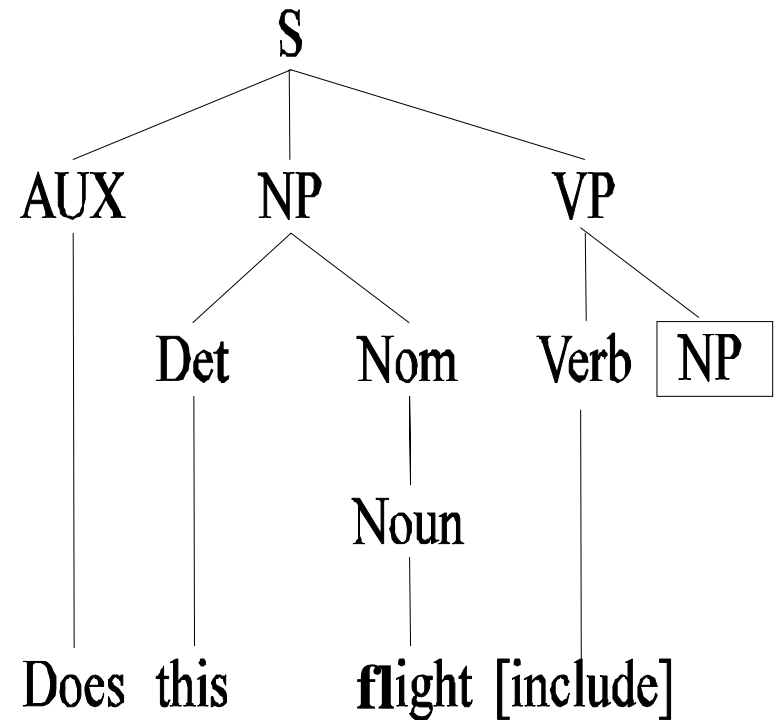 S
AUX NP VP
Det Nom Verb NP
Noun
Does this flight [include]